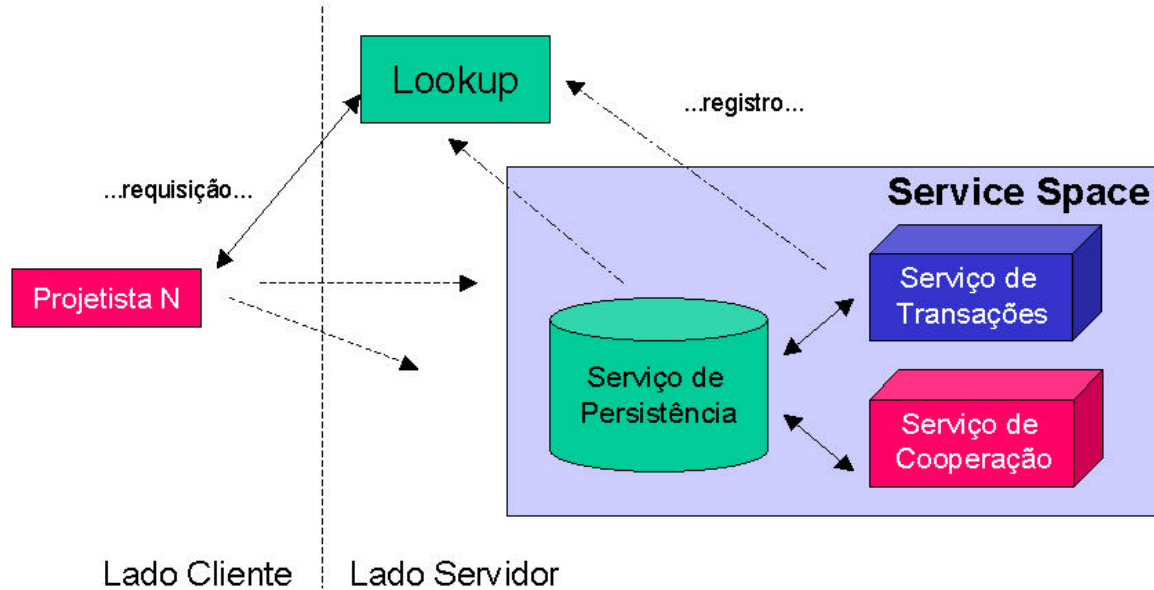 Lookup
...registro...
...requisição...
Service Space
Projetista N
Serviço de
Transações
Serviço de
Persistência
Serviço de
Cooperação
Lado Cliente
Lado Servidor